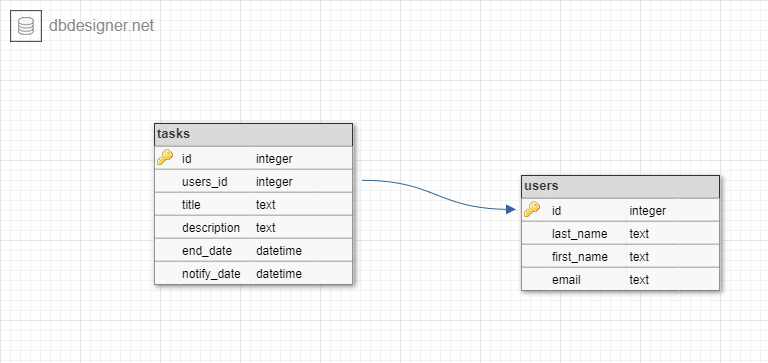 dbdesigner.net
tasks
id integer
users_id integer
title text
description text
end_date datetime
notify_date datetime
users
id integer
last_name text
first_name text
email text